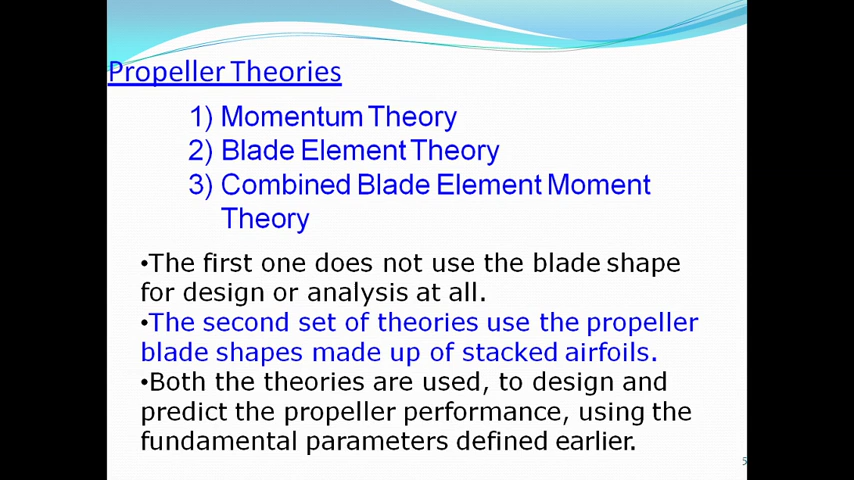 Propeller Theories
1) Momentum Theory
2) Blade Element Theory
3) Combined Blade Element Moment
Theory
•The first one does not use the blade shape
for design or analysis at all.
•The second set of theories use the propeller
blade shapes made up of stacked airfoils.
•Both the theories are used, to design and
predict the propeller performance, using the
fundamental parameters defined earlier.
5